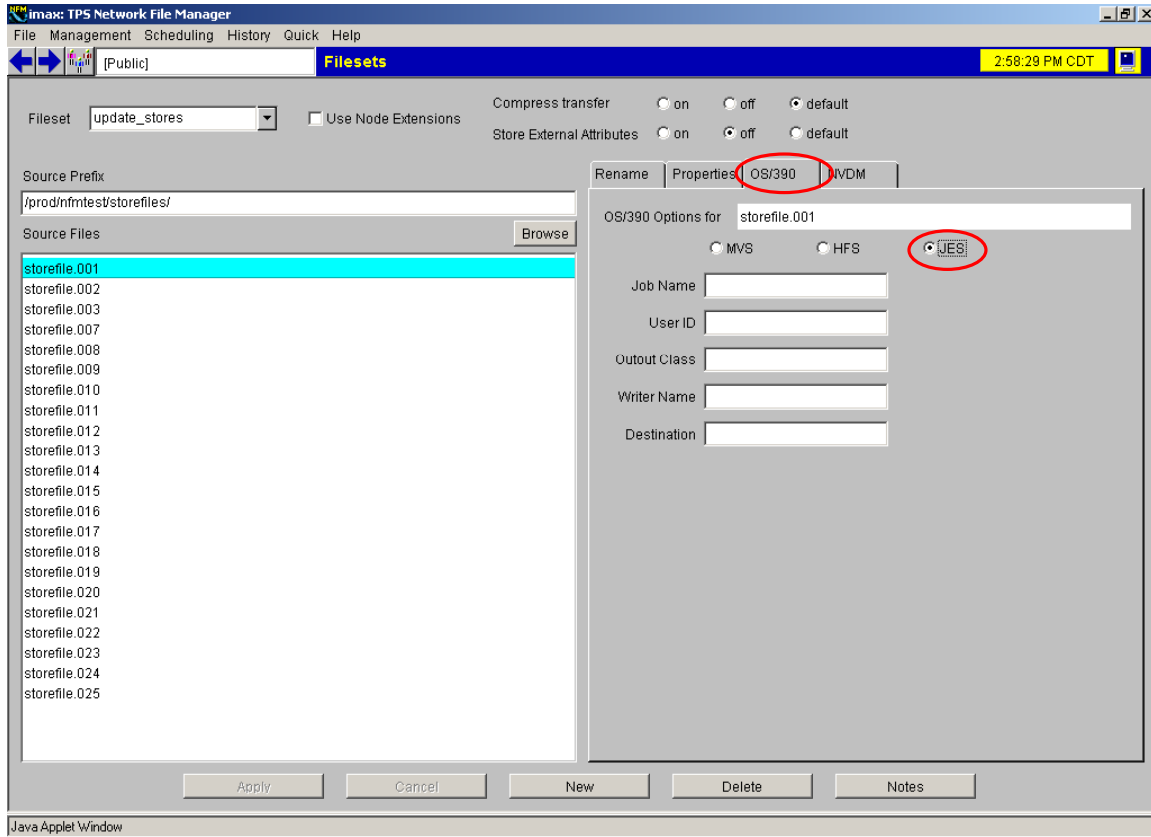 NFM imax: TPS Network File Manager
File Management Scheduling History Quick Help
[Public] Filesets 2:58:29 PM CDT
Fileset update_stores Use Node Extensions
Compress transfer on off default
Store External Attributes on off default
Source Prefix
/prod/nfmtest/storefiles/
Source Files Browse
storefile.001
storefile.002
storefile.003
storefile.007
storefile.008
storefile.009
storefile.010
storefile.011
storefile.012
storefile.013
storefile.014
storefile.015
storefile.016
storefile.017
storefile.018
storefile.019
storefile.020
storefile.021
storefile.022
storefile.023
storefile.024
storefile.025
Rename Properties OS/390 NVDM
OS/390 Options for storefile.001
MVS HFS JES
Job Name
User ID
Outout Class
Writer Name
Destination
Apply Cancel New Delete Notes
Java Applet Window